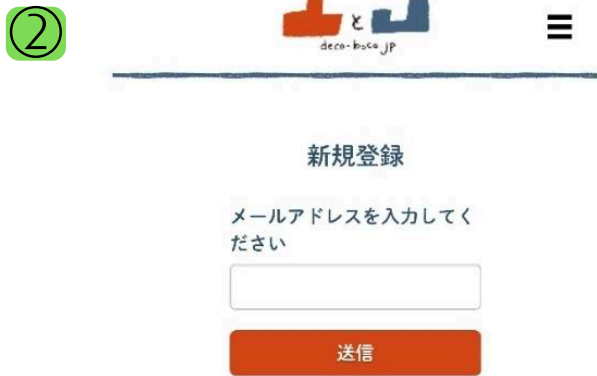 ②
と
deco-boco.jp
新規登録
メールアドレスを入力してく
ださい
送信